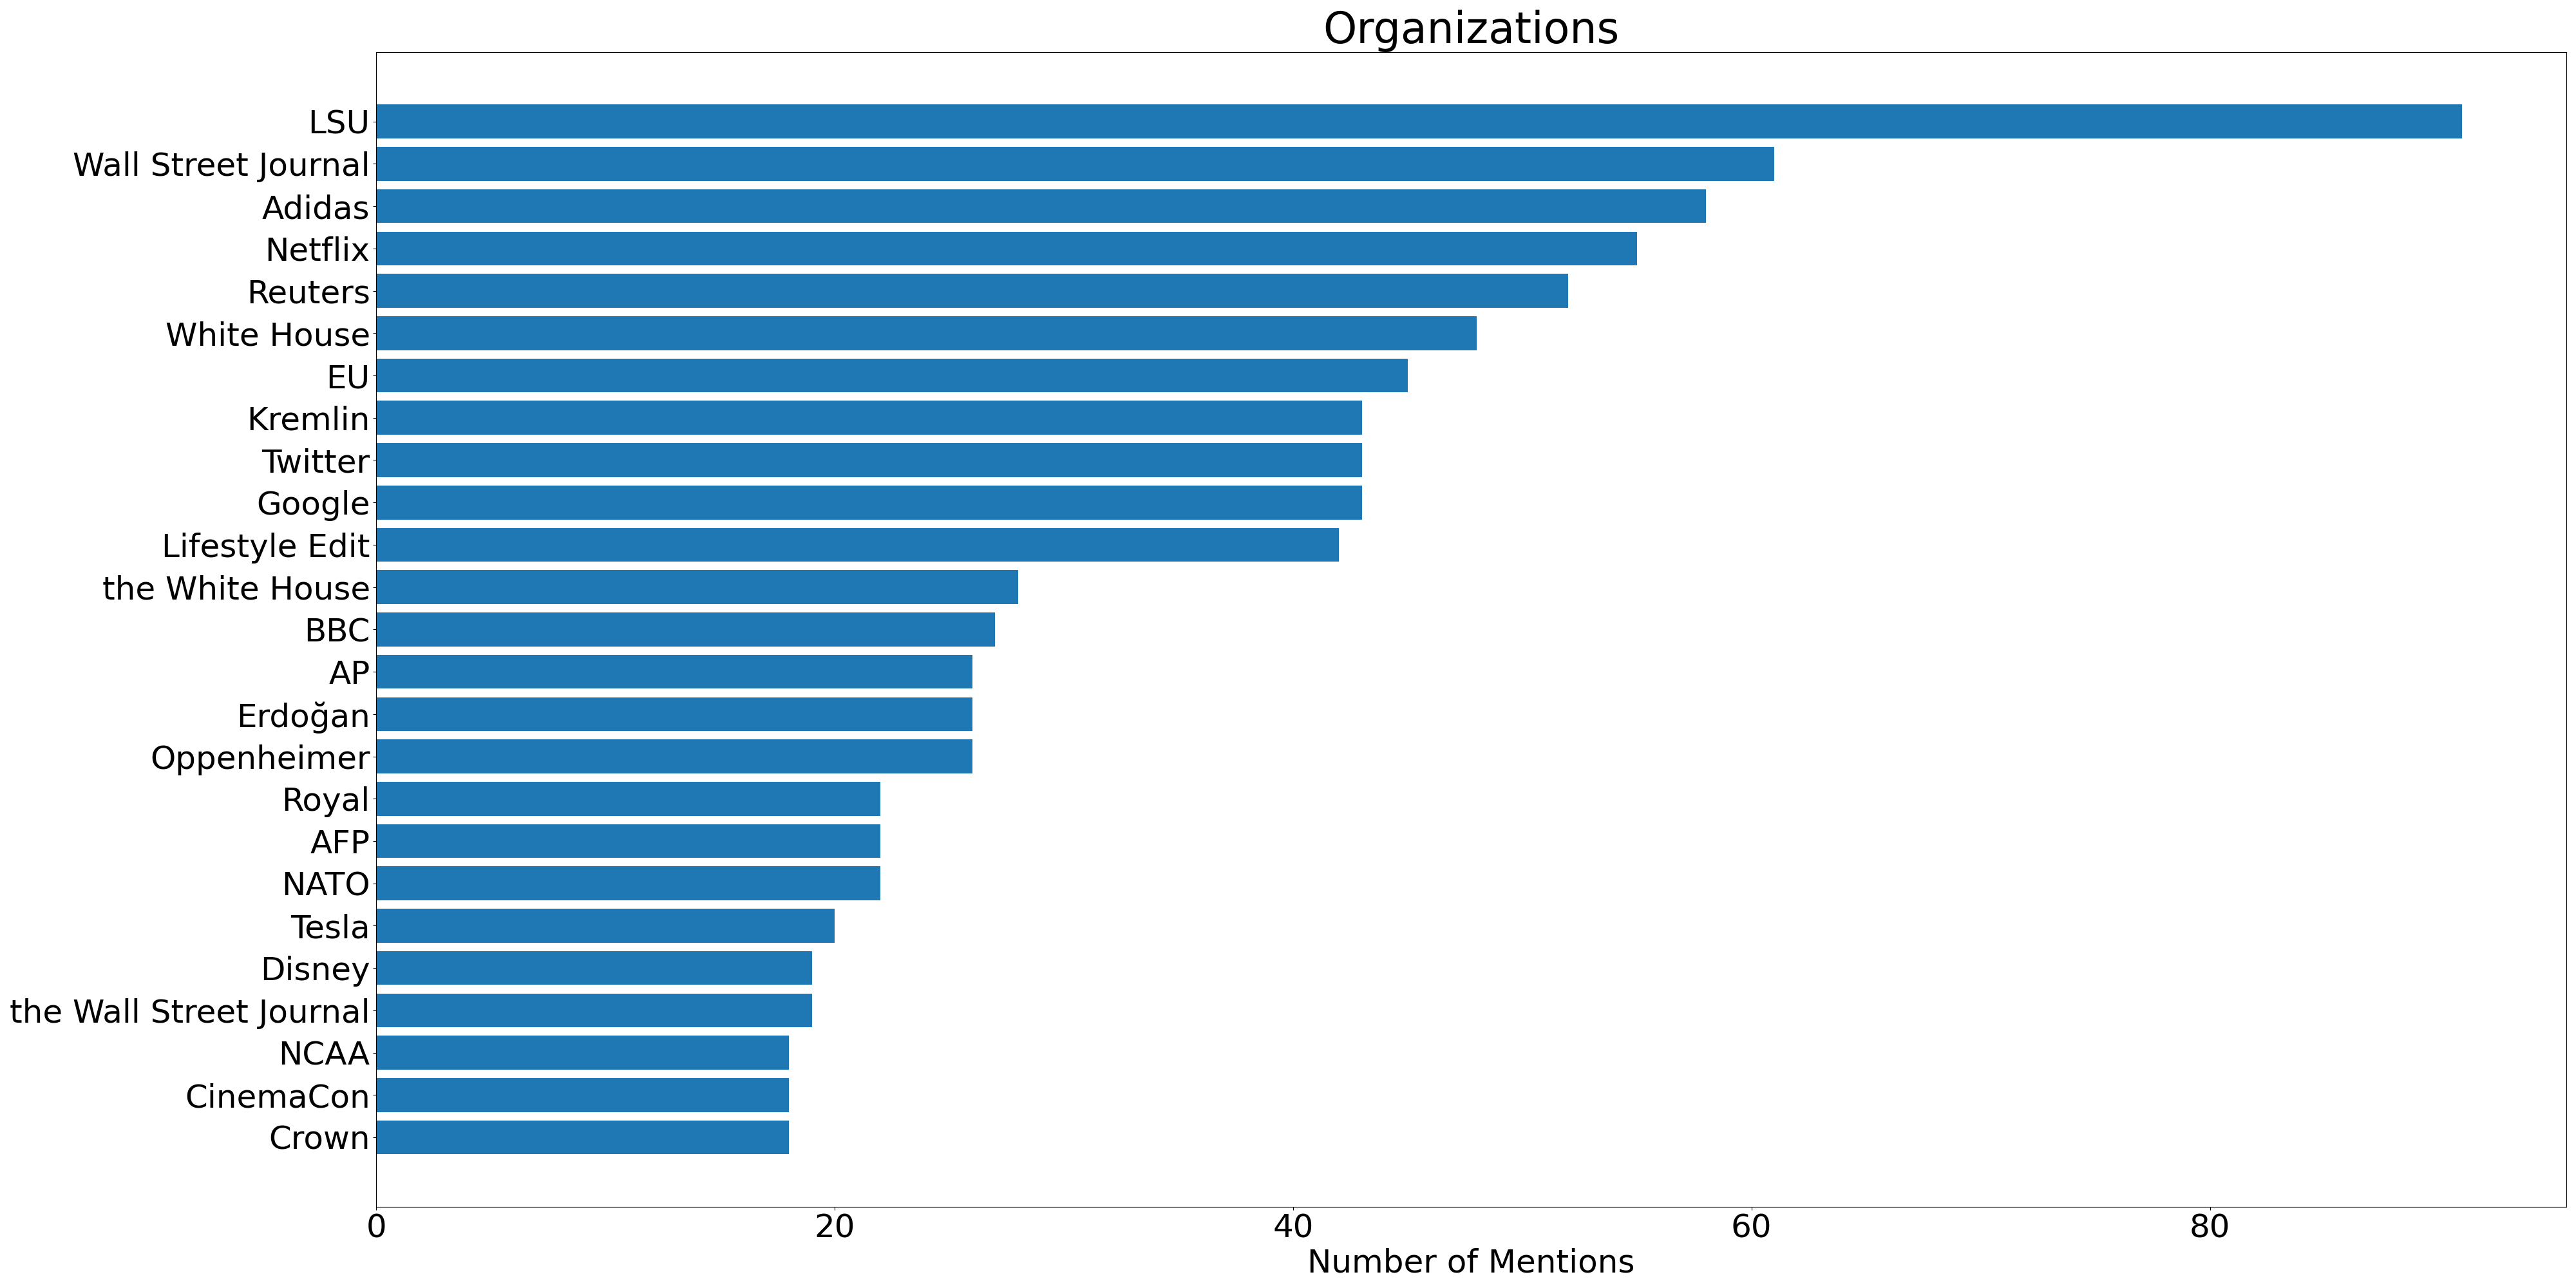 Organizations
LSU
Wall Street Journal
Adidas
Netflix
Reuters
White House
EU
Kremlin
Twitter
Google
Lifestyle Edit
the White House
BBC
AP
Erdoğan
Oppenheimer
Royal
AFP
NATO
Tesla
Disney
the Wall Street Journal
NCAA
CinemaCon
Crown
0 20 40 60 80
Number of Mentions